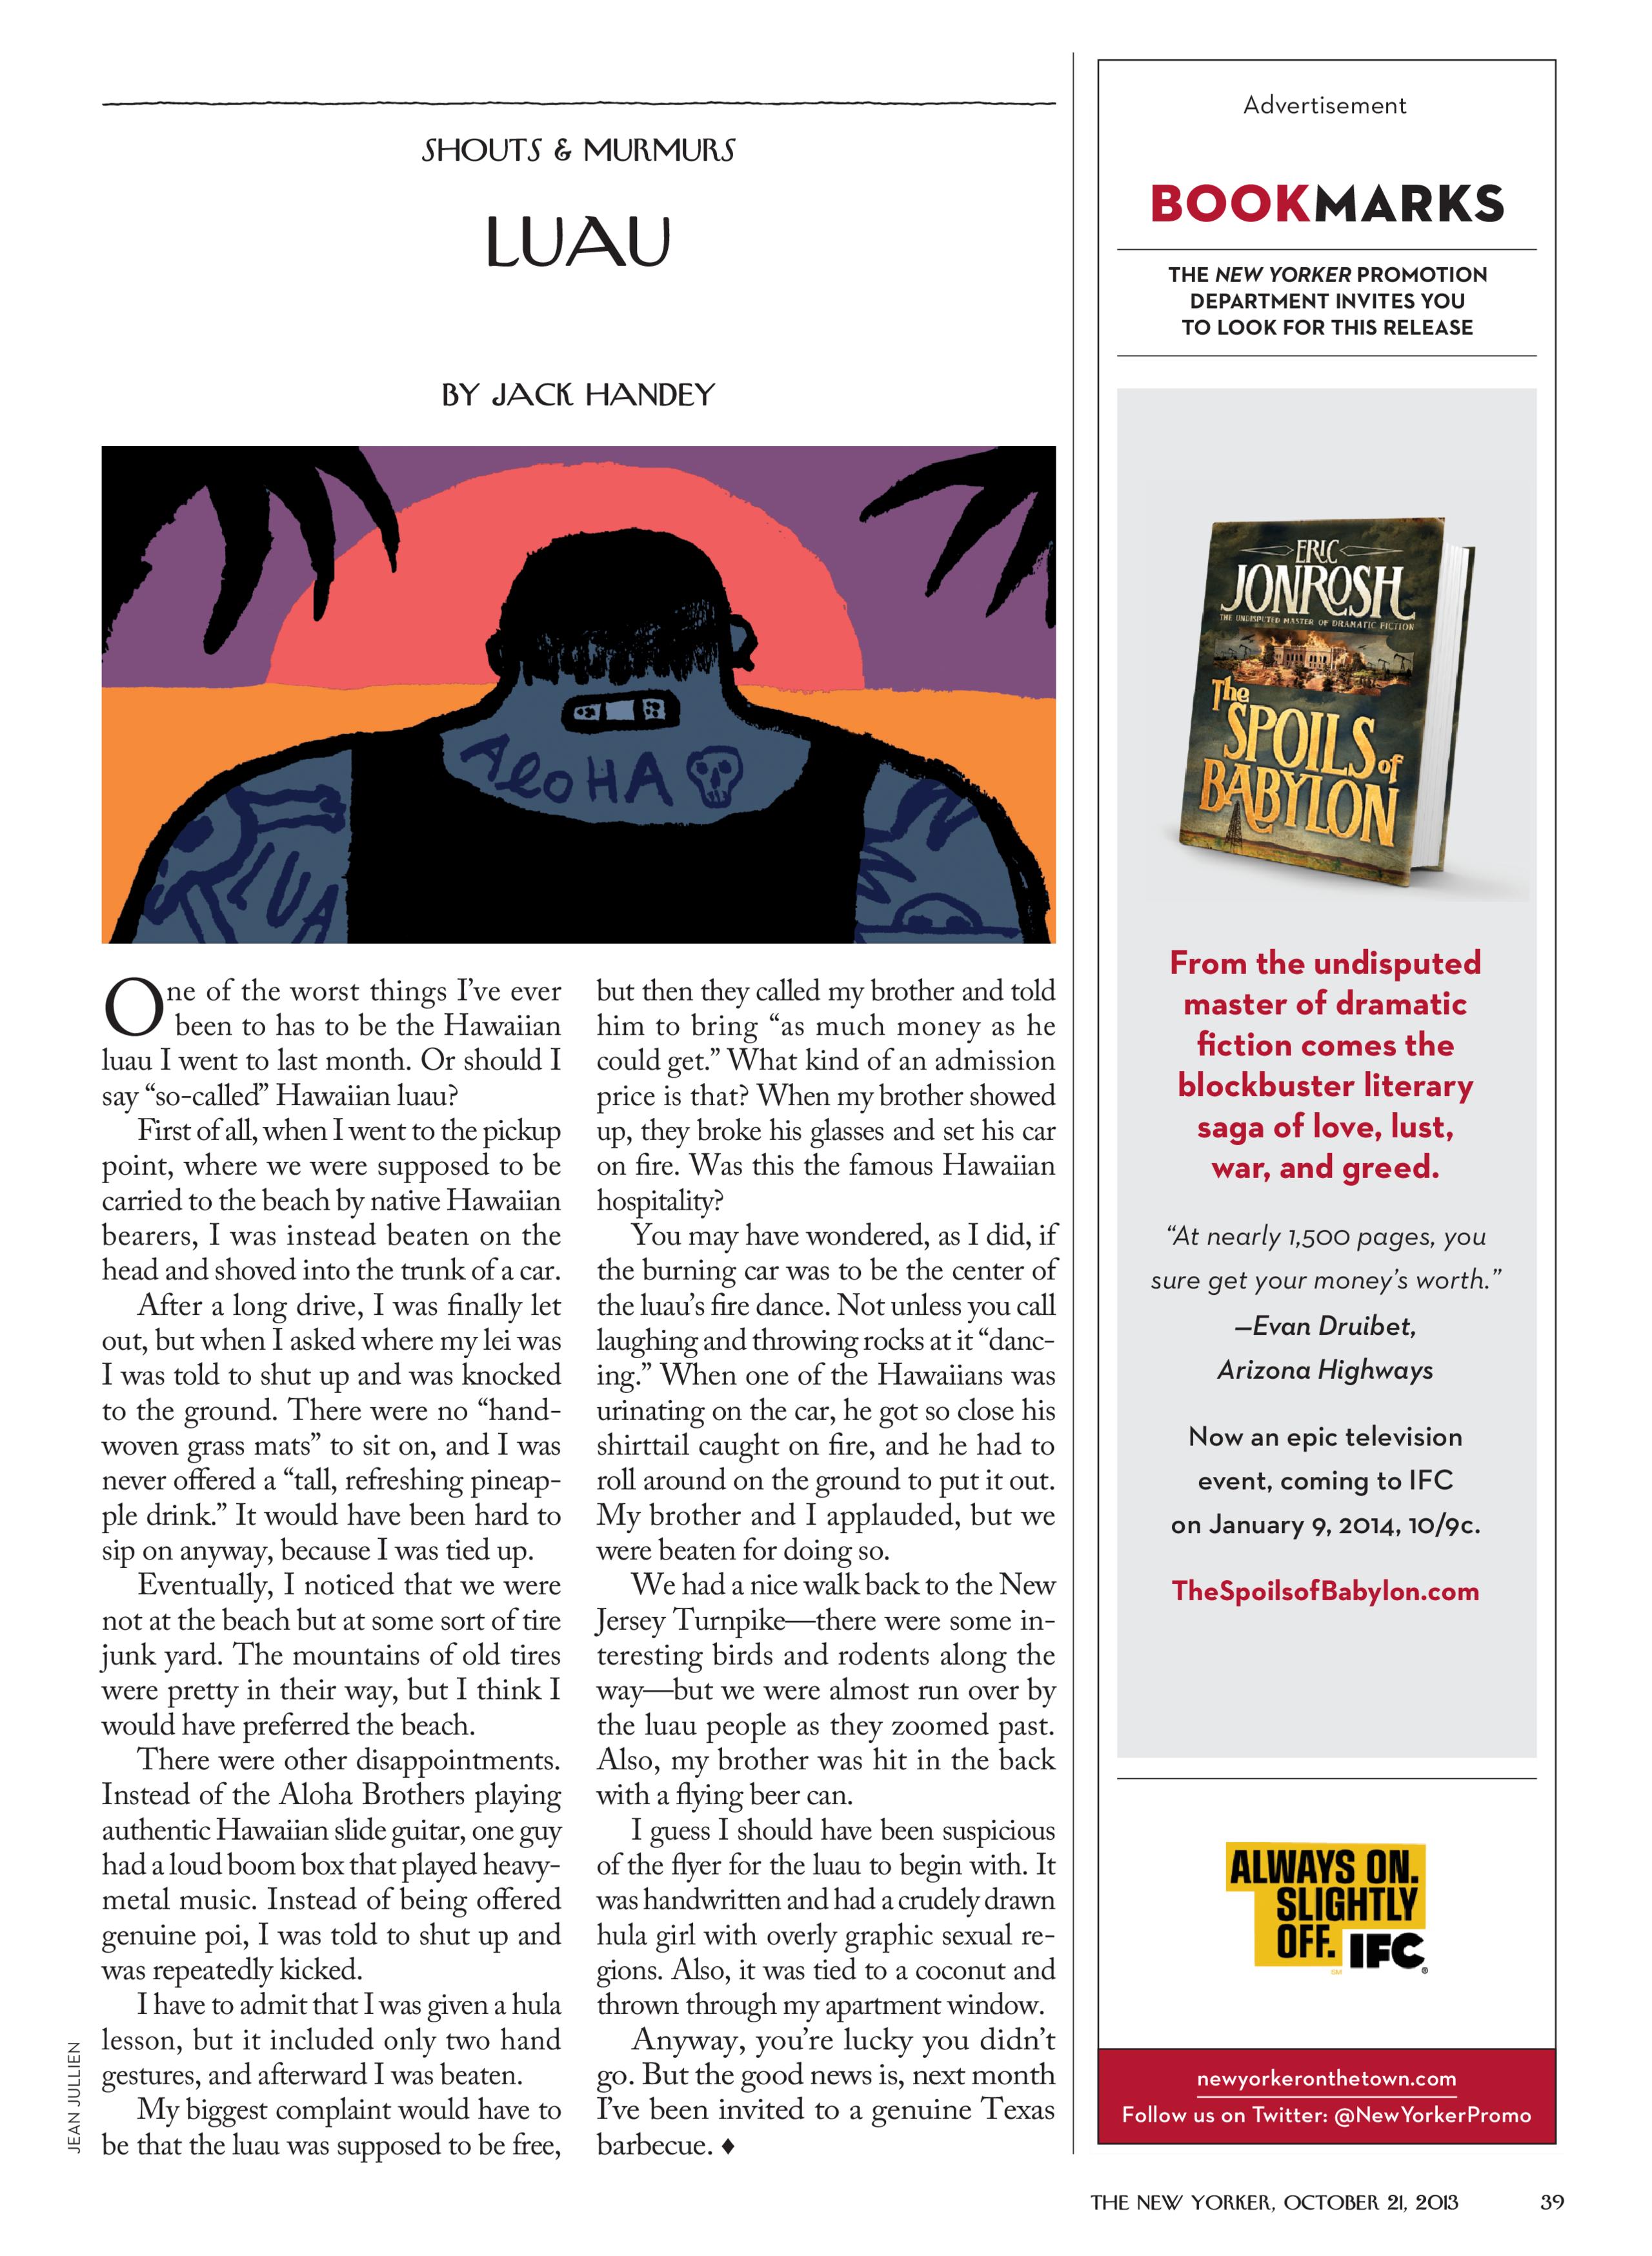 SHOUTS & MURMURS
LUAU
BY JACK HANDEY
ALOHA
LUA
One of the worst things I’ve ever
been to has to be the Hawaiian
luau I went to last month. Or should I
say “so-called” Hawaiian luau?
First of all, when I went to the pickup
point, where we were supposed to be
carried to the beach by native Hawaiian
bearers, I was instead beaten on the
head and shoved into the trunk of a car.
After a long drive, I was finally let
out, but when I asked where my lei was
I was told to shut up and was knocked
to the ground. There were no “hand-
woven grass mats” to sit on, and I was
never offered a “tall, refreshing pineap-
ple drink.” It would have been hard to
sip on anyway, because I was tied up.
Eventually, I noticed that we were
not at the beach but at some sort of tire
junk yard. The mountains of old tires
were pretty in their way, but I think I
would have preferred the beach.
There were other disappointments.
Instead of the Aloha Brothers playing
authentic Hawaiian slide guitar, one guy
had a loud boom box that played heavy-
metal music. Instead of being offered
genuine poi, I was told to shut up and
was repeatedly kicked.
I have to admit that I was given a hula
lesson, but it included only two hand
gestures, and afterward I was beaten.
My biggest complaint would have to
be that the luau was supposed to be free,
but then they called my brother and told
him to bring “as much money as he
could get.” What kind of an admission
price is that? When my brother showed
up, they broke his glasses and set his car
on fire. Was this the famous Hawaiian
hospitality?
You may have wondered, as I did, if
the burning car was to be the center of
the luau’s fire dance. Not unless you call
laughing and throwing rocks at it “danc-
ing.” When one of the Hawaiians was
urinating on the car, he got so close his
shirttail caught on fire, and he had to
roll around on the ground to put it out.
My brother and I applauded, but we
were beaten for doing so.
We had a nice walk back to the New
Jersey Turnpike—there were some in-
teresting birds and rodents along the
way—but we were almost run over by
the luau people as they zoomed past.
Also, my brother was hit in the back
with a flying beer can.
I guess I should have been suspicious
of the flyer for the luau to begin with. It
was handwritten and had a crudely drawn
hula girl with overly graphic sexual re-
gions. Also, it was tied to a coconut and
thrown through my apartment window.
Anyway, you’re lucky you didn’t
go. But the good news is, next month
I’ve been invited to a genuine Texas
barbecue. ♦
JEAN JULLIEN
Advertisement
BOOKMARKS
THE NEW YORKER PROMOTION
DEPARTMENT INVITES YOU
TO LOOK FOR THIS RELEASE
ERIC
JONROSH
THE UNDISPUTED MASTER OF DRAMATIC FICTION
The
SPOILS of
BABYLON
From the undisputed
master of dramatic
fiction comes the
blockbuster literary
saga of love, lust,
war, and greed.
“At nearly 1,500 pages, you
sure get your money’s worth.”
—Evan Druibet,
Arizona Highways
Now an epic television
event, coming to IFC
on January 9, 2014, 10/9c.
TheSpoilsofBabylon.com
ALWAYS ON.
SLIGHTLY
OFF. IFC®
SM
newyorkeronthetown.com
Follow us on Twitter: @NewYorkerPromo
THE NEW YORKER, OCTOBER 21, 2013 39